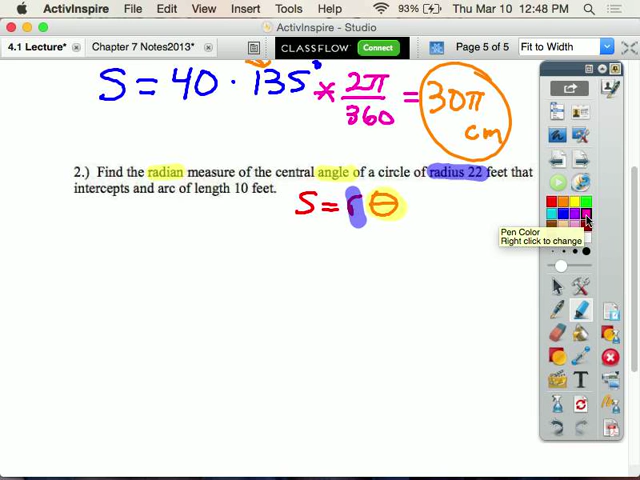 ActivInspire File Edit View Insert Tools Help 93% Thu Mar 10 12:48 PM
ActivInspire - Studio
4.1 Lecture* Chapter 7 Notes2013* CLASSFLOW Connect Page 5 of 5 Fit to Width
S = 40 · 135° * 2π/360 = 30π cm
2.) Find the radian measure of the central angle of a circle of radius 22 feet that
intercepts and arc of length 10 feet.
S = r θ
Pen Color
Right click to change
T